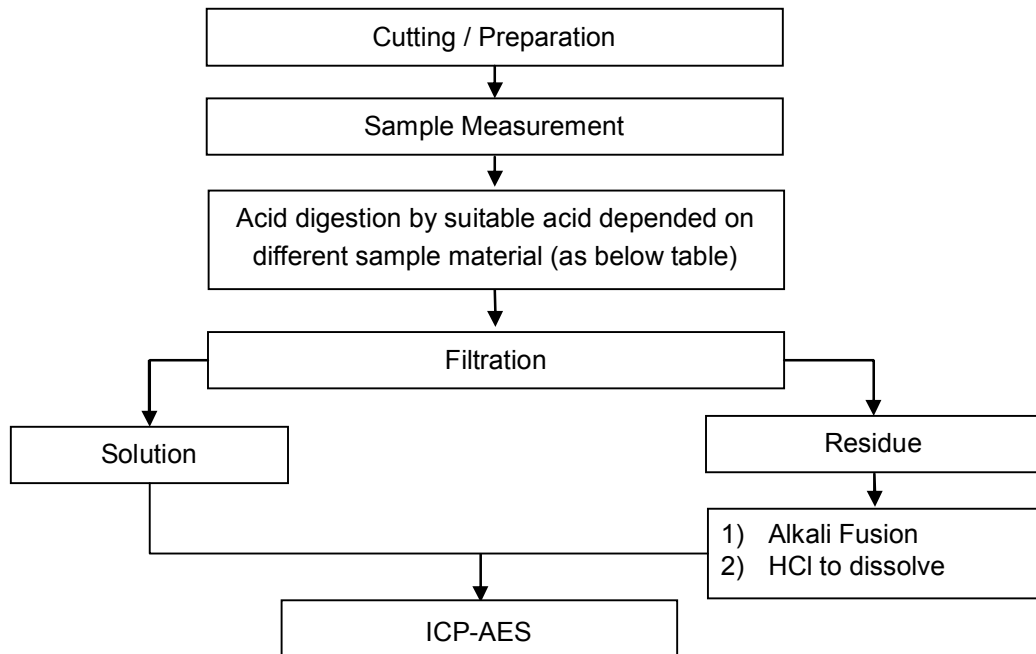 Cutting / Preparation
Sample Measurement
Acid digestion by suitable acid depended on
different sample material (as below table)
Filtration
Solution
Residue
1) Alkali Fusion
2) HCl to dissolve
ICP-AES